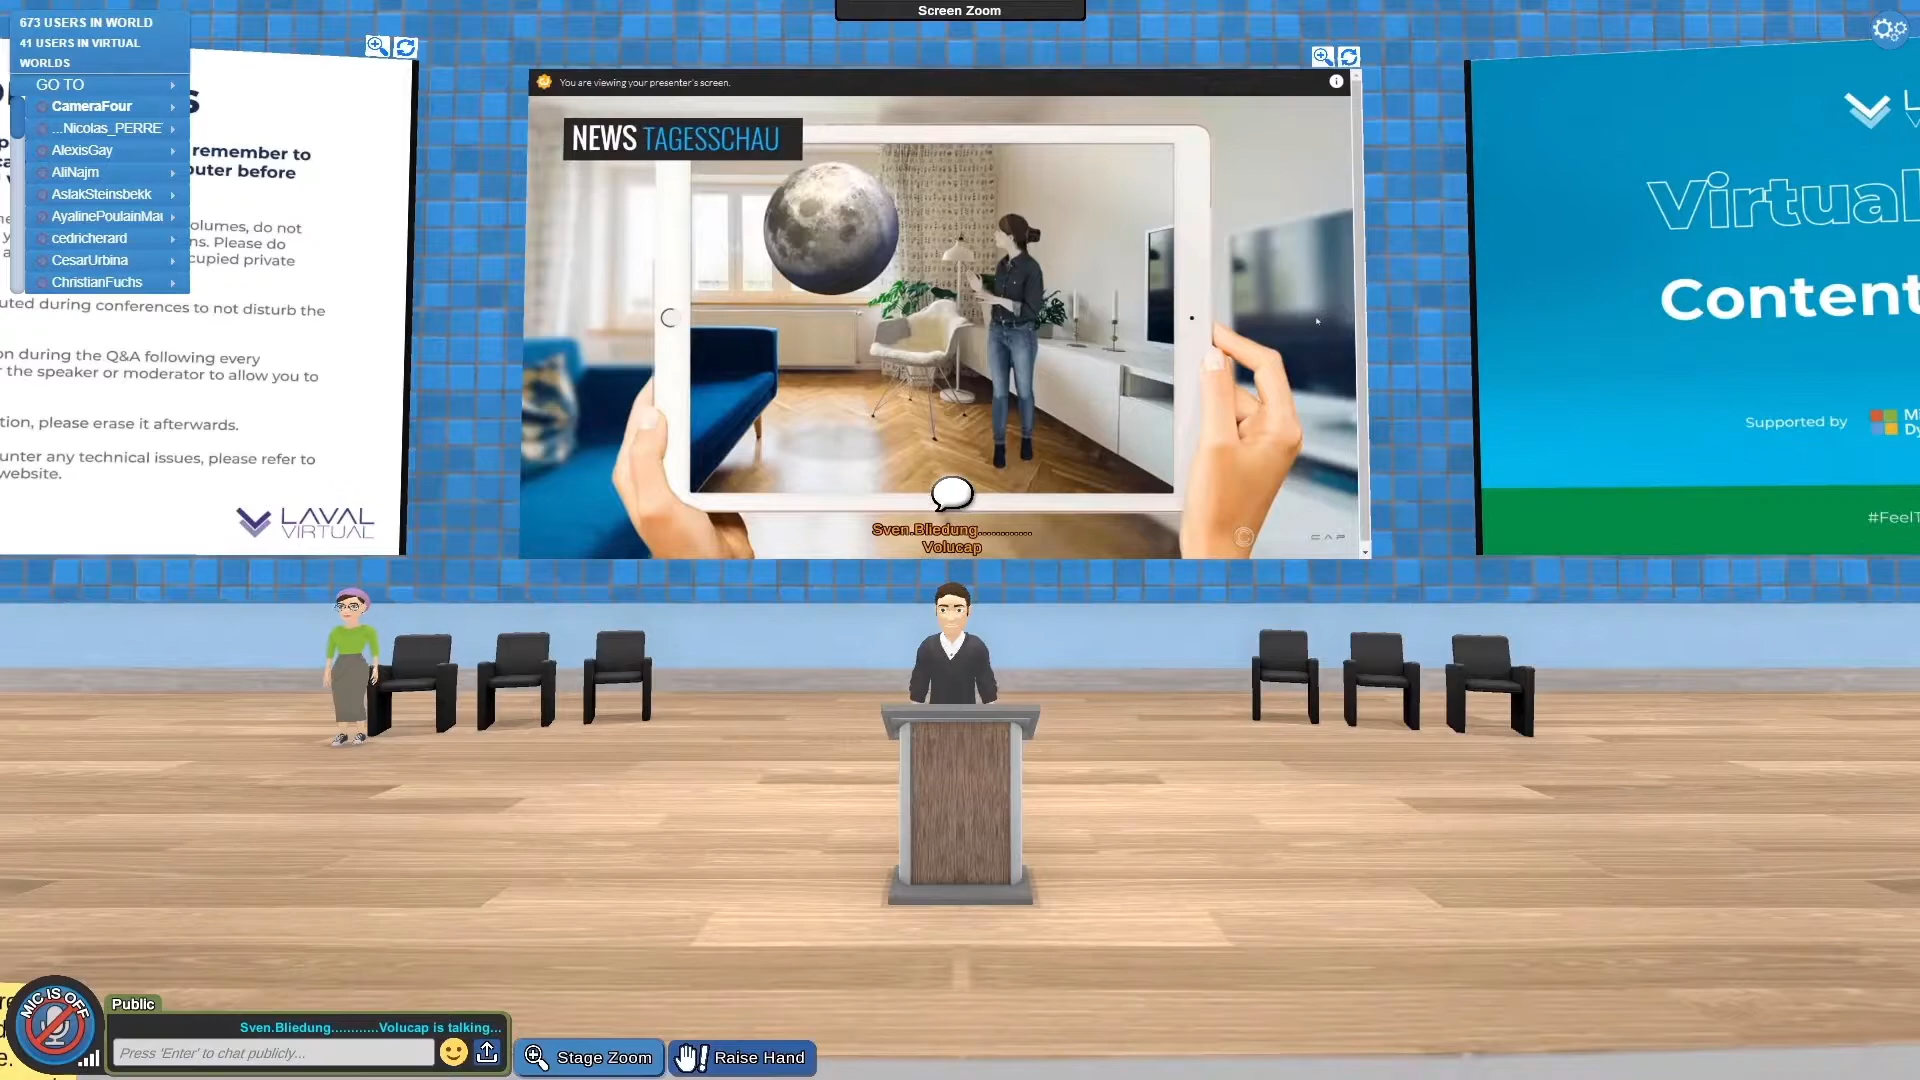 Screen Zoom
673 USERS IN WORLD
41 USERS IN VIRTUAL
WORLDS
GO TO
CameraFour
...Nicolas_PERRE
AlexisGay
AliNajm
AslakSteinsbekk
AyalinePoulainMau
cedricherard
CesarUrbina
ChristianFuchs
remember to
outer before
olumes, do not
ns. Please do
cupied private
uted during conferences to not disturb the
on during the Q&A following every
r the speaker or moderator to allow you to
tion, please erase it afterwards.
unter any technical issues, please refer to
website.
LAVAL
VIRTUAL
You are viewing your presenter's screen.
NEWS TAGESSCHAU
Sven.Bliedung............
Volucap
CAP
Virtual
Content
Supported by
Mi
Dy
#FeelT
MIC IS OFF
Public
Sven.Bliedung............Volucap is talking...
Press 'Enter' to chat publicly...
Stage Zoom
Raise Hand